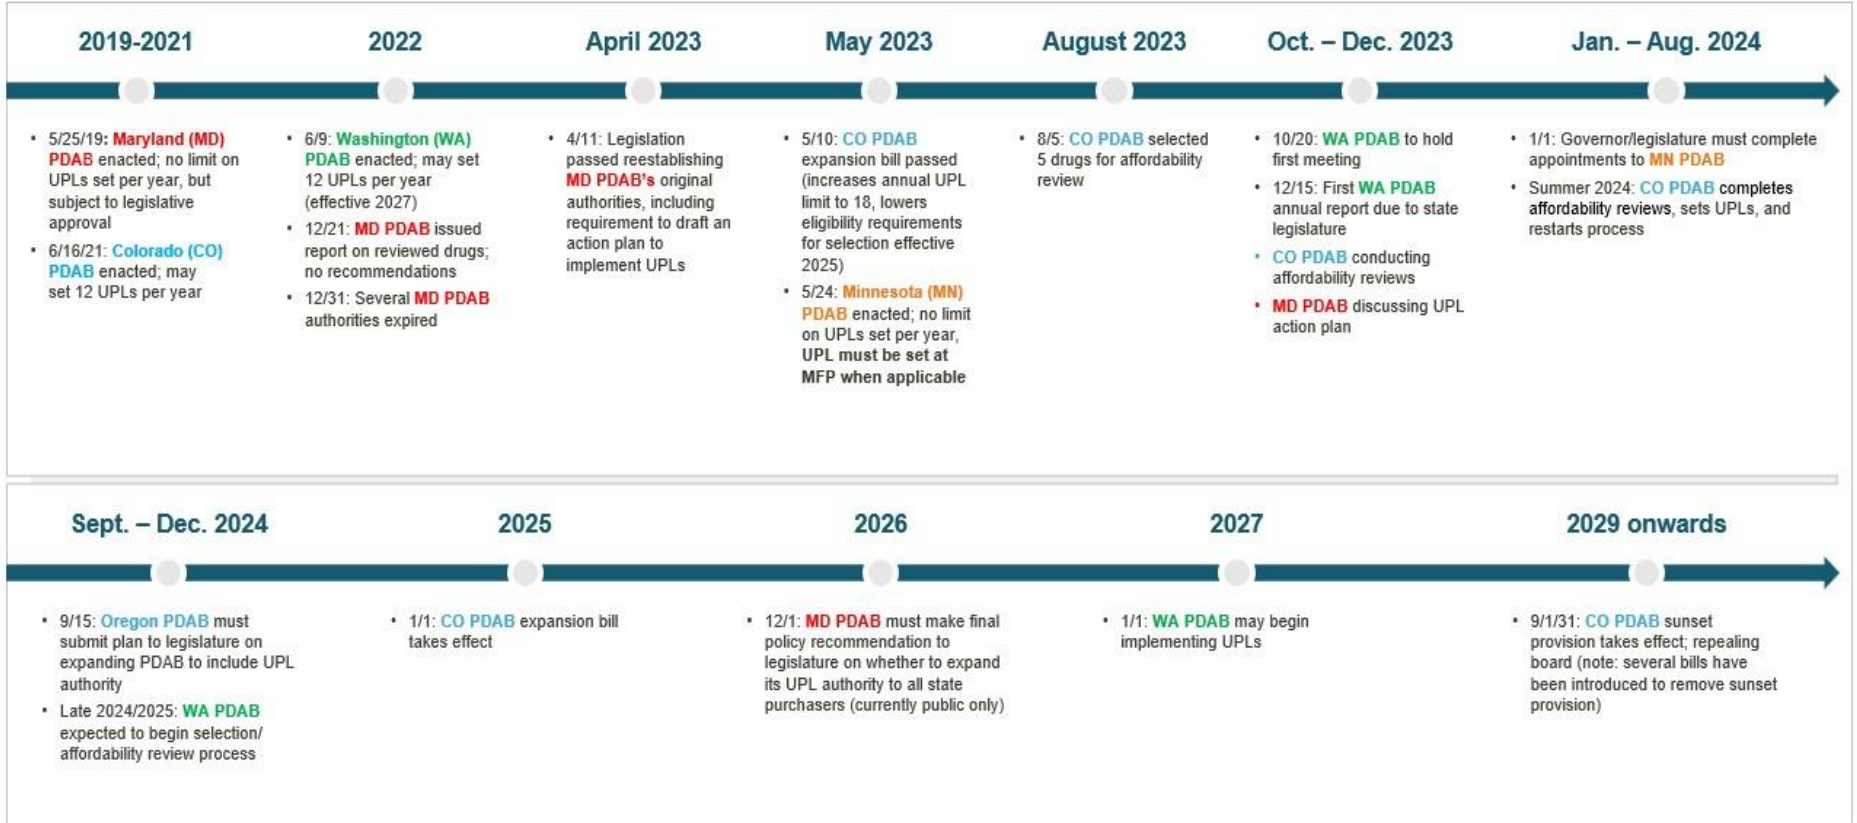 2019-2021
• 5/25/19: Maryland (MD)
PDAB enacted; no limit on
UPLs set per year, but
subject to legislative
approval
• 6/16/21: Colorado (CO)
PDAB enacted; may
set 12 UPLs per year
2022
• 6/9: Washington (WA)
PDAB enacted; may set
12 UPLs per year
(effective 2027)
• 12/21: MD PDAB issued
report on reviewed drugs;
no recommendations
• 12/31: Several MD PDAB
authorities expired
April 2023
• 4/11: Legislation
passed reestablishing
MD PDAB's original
authorities, including
requirement to draft an
action plan to
implement UPLs
May 2023
• 5/10: CO PDAB
expansion bill passed
(increases annual UPL
limit to 18, lowers
eligibility requirements
for selection effective
2025)
• 5/24: Minnesota (MN)
PDAB enacted; no limit
on UPLs set per year,
UPL must be set at
MFP when applicable
August 2023
• 8/5: CO PDAB selected
5 drugs for affordability
review
Oct. – Dec. 2023
• 10/20: WA PDAB to hold
first meeting
• 12/15: First WA PDAB
annual report due to state
legislature
• CO PDAB conducting
affordability reviews
• MD PDAB discussing UPL
action plan
Jan. – Aug. 2024
• 1/1: Governor/legislature must complete
appointments to MN PDAB
• Summer 2024: CO PDAB completes
affordability reviews, sets UPLs, and
restarts process
Sept. – Dec. 2024
• 9/15: Oregon PDAB must
submit plan to legislature on
expanding PDAB to include UPL
authority
• Late 2024/2025: WA PDAB
expected to begin selection/
affordability review process
2025
• 1/1: CO PDAB expansion bill
takes effect
2026
• 12/1: MD PDAB must make final
policy recommendation to
legislature on whether to expand
its UPL authority to all state
purchasers (currently public only)
2027
• 1/1: WA PDAB may begin
implementing UPLs
2029 onwards
• 9/1/31: CO PDAB sunset
provision takes effect; repealing
board (note: several bills have
been introduced to remove sunset
provision)